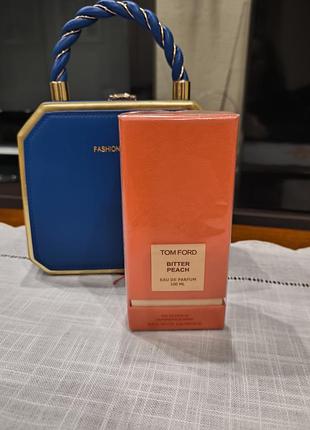 FASHION
TOM FORD
BITTER
PEACH
EAU DE PARFUM
100 ML